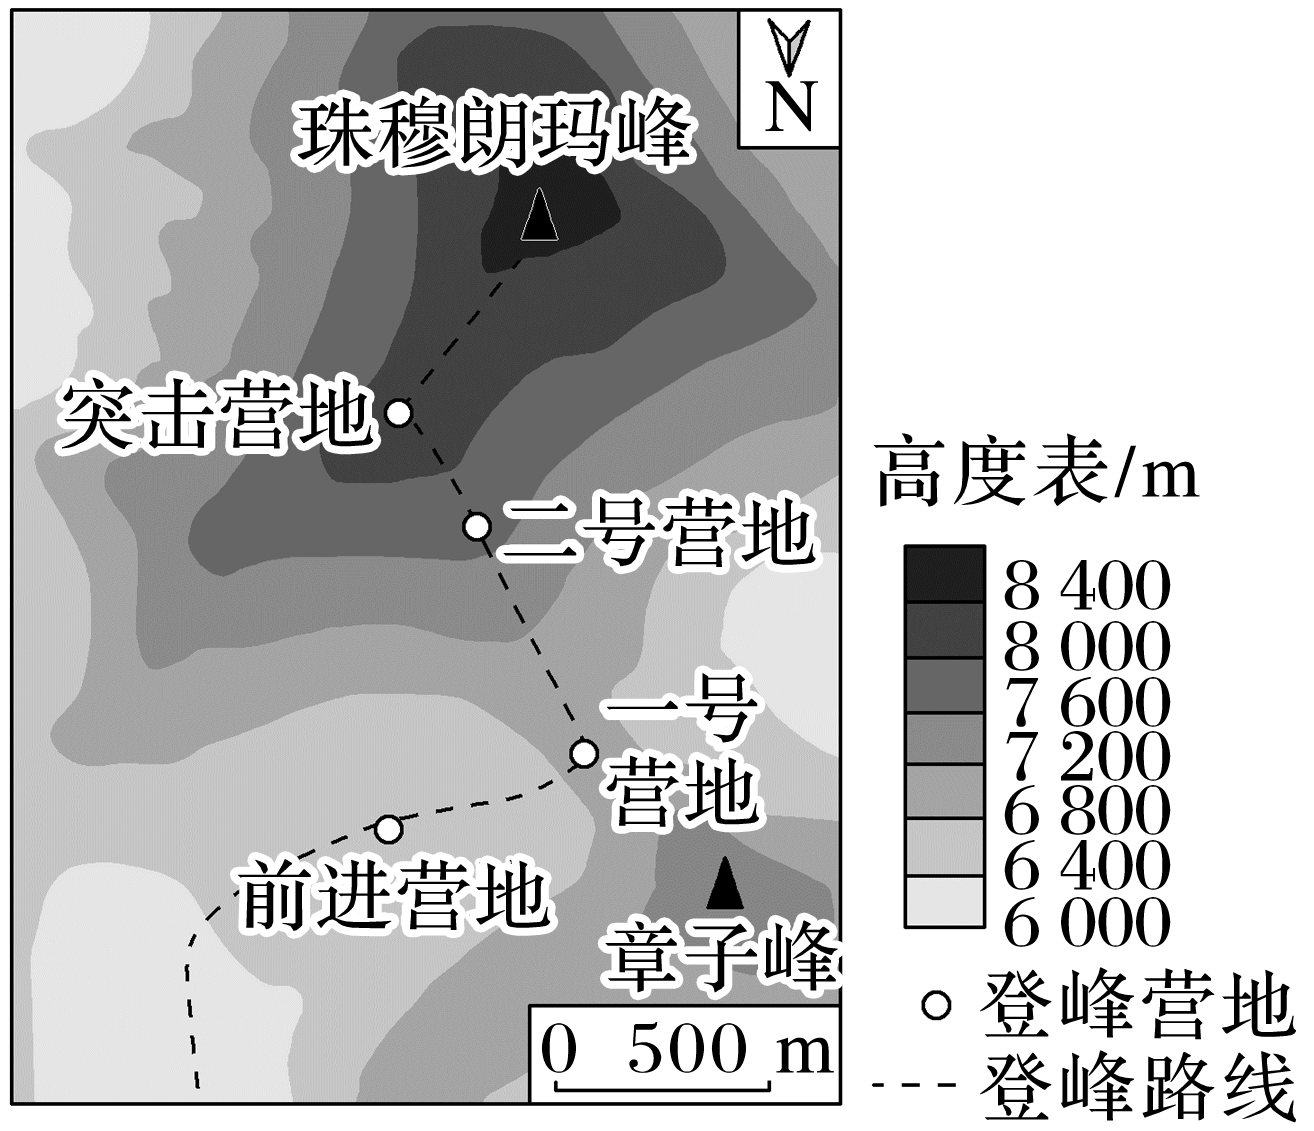 N
珠穆朗玛峰
突击营地
二号营地
一号
营地
前进营地
章子峰
0 500 m
高度表/m
8 400
8 000
7 600
7 200
6 800
6 400
6 000
登峰营地
登峰路线